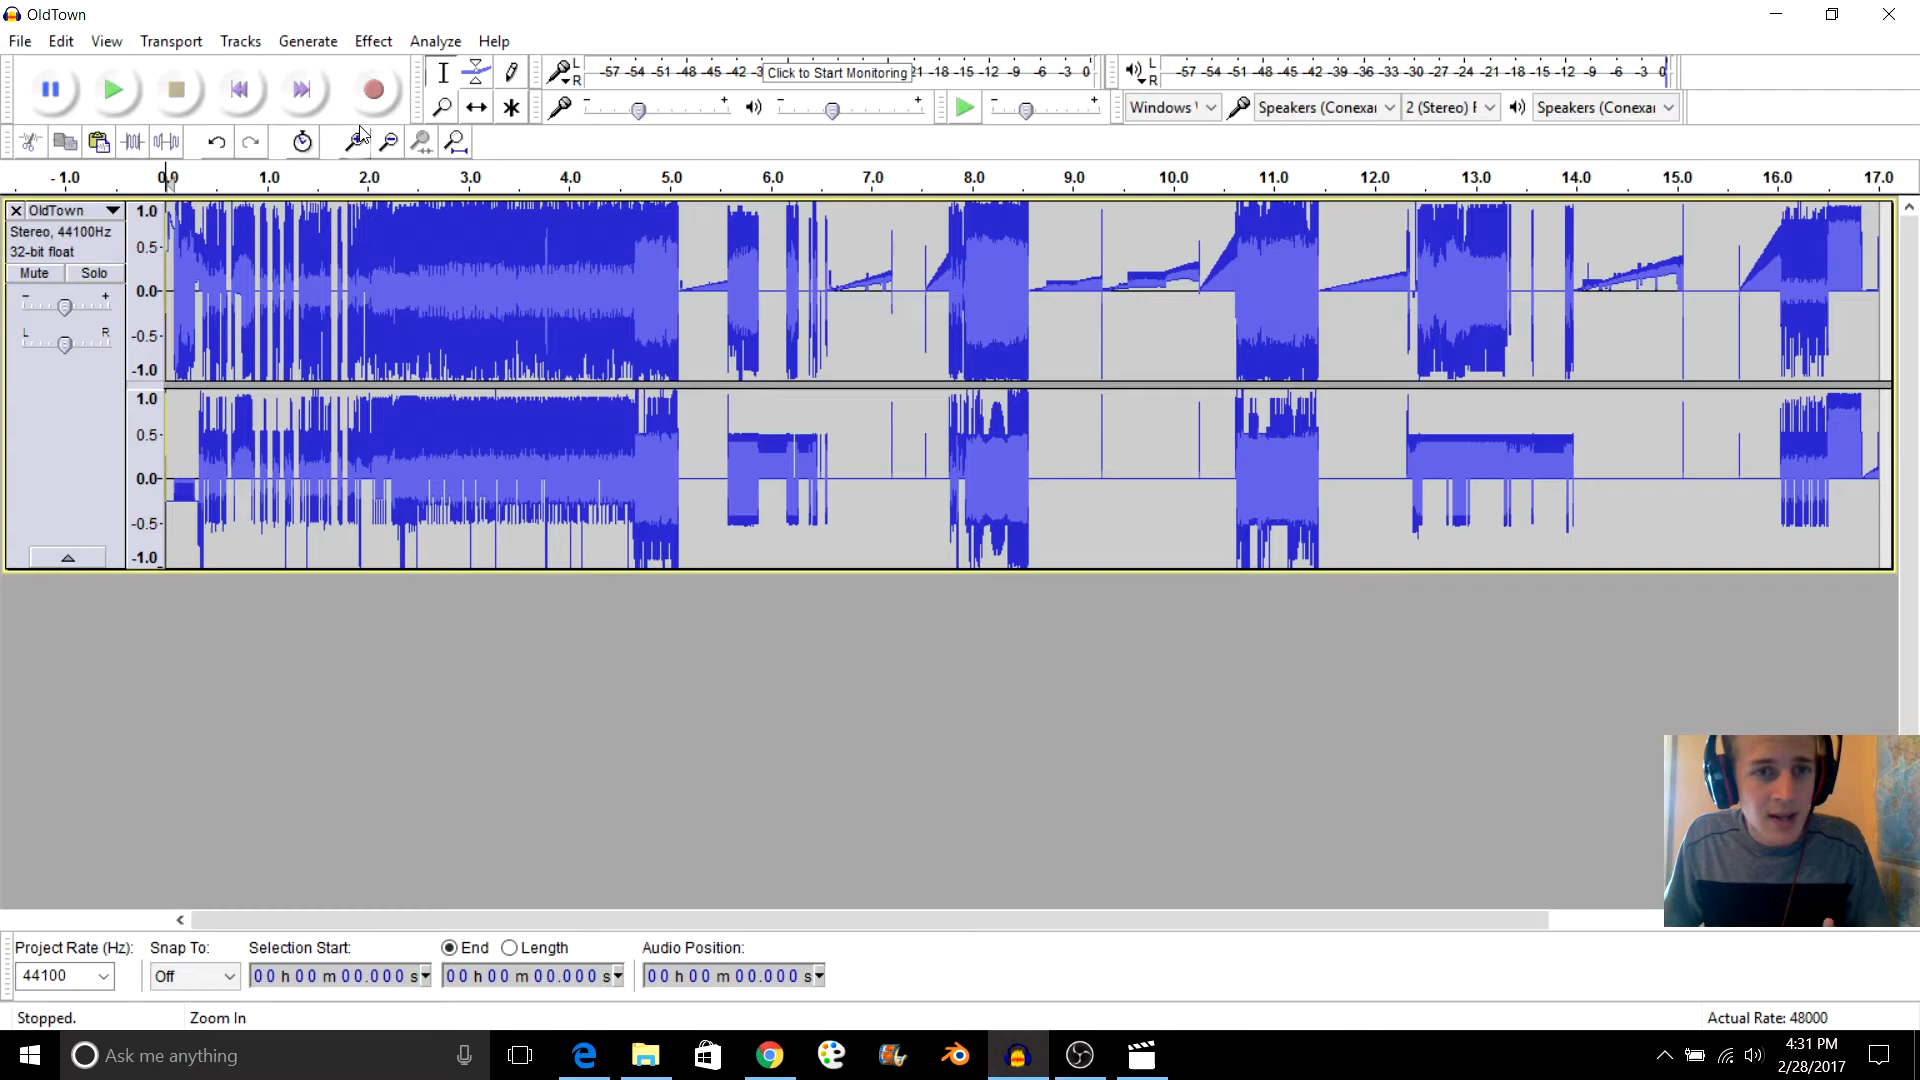 OldTown
File Edit View Transport Tracks Generate Effect Analyze Help
L
R
-57 -54 -51 -48 -45 -42 -3 Click to Start Monitoring 21 -18 -15 -12 -9 -6 -3 0
L
R
-57 -54 -51 -48 -45 -42 -39 -36 -33 -30 -27 -24 -21 -18 -15 -12 -9 -6 -3 0
- + - + - + Windows Speakers (Conexa 2 (Stereo) Speakers (Conexa
- 1.0 0.0 1.0 2.0 3.0 4.0 5.0 6.0 7.0 8.0 9.0 10.0 11.0 12.0 13.0 14.0 15.0 16.0 17.0
OldTown
Stereo, 44100Hz
32-bit float
Mute Solo
- +
L R
1.0
0.5-
0.0-
-0.5-
-1.0
1.0
0.5-
0.0-
-0.5-
-1.0
Project Rate (Hz): Snap To: Selection Start: End Length Audio Position:
44100 Off 00 h 00 m 00.000 s 00 h 00 m 00.000 s 00 h 00 m 00.000 s
Stopped. Zoom In Actual Rate: 48000
Ask me anything
4:31 PM
2/28/2017